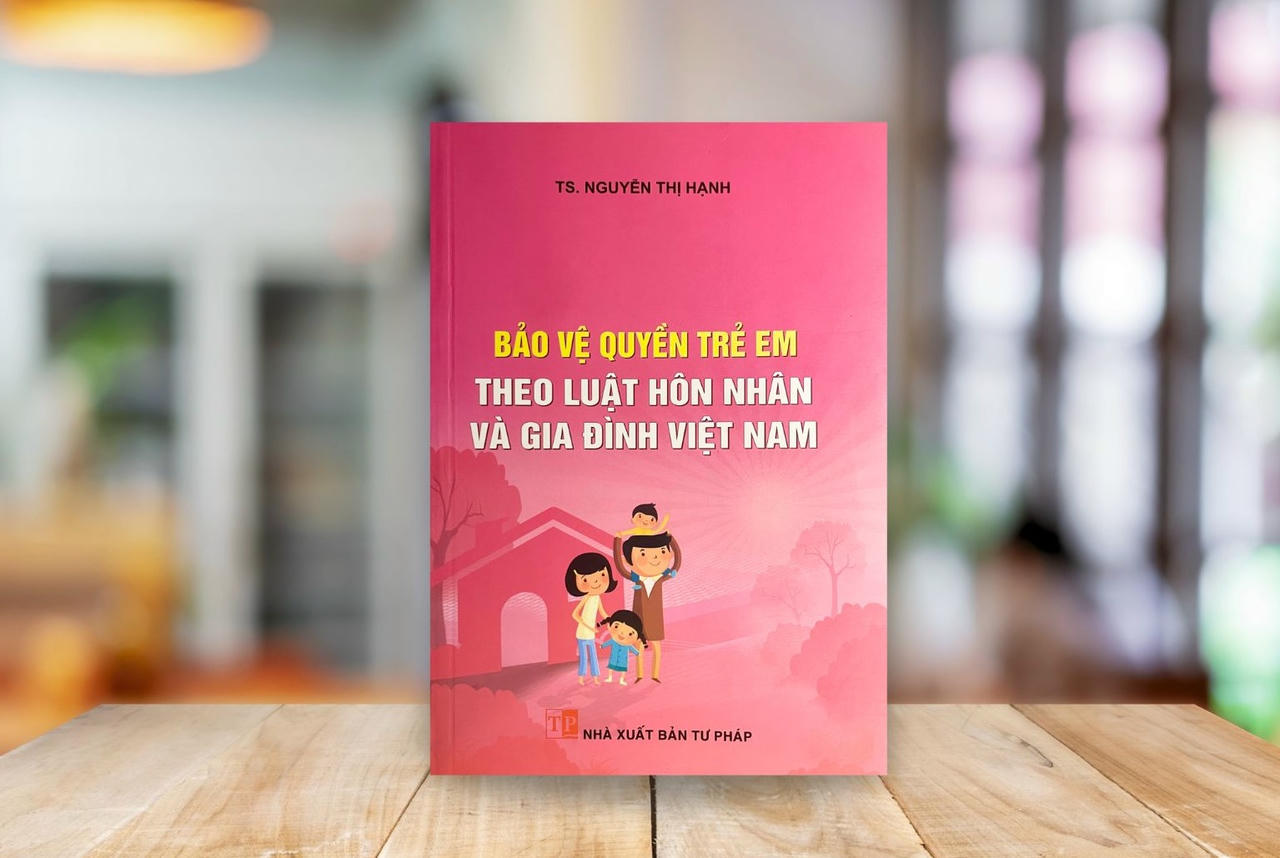 TS. NGUYỄN THỊ HẠNH
BẢO VỆ QUYỀN TRẺ EM
THEO LUẬT HÔN NHÂN
VÀ GIA ĐÌNH VIỆT NAM
TP NHÀ XUẤT BẢN TƯ PHÁP